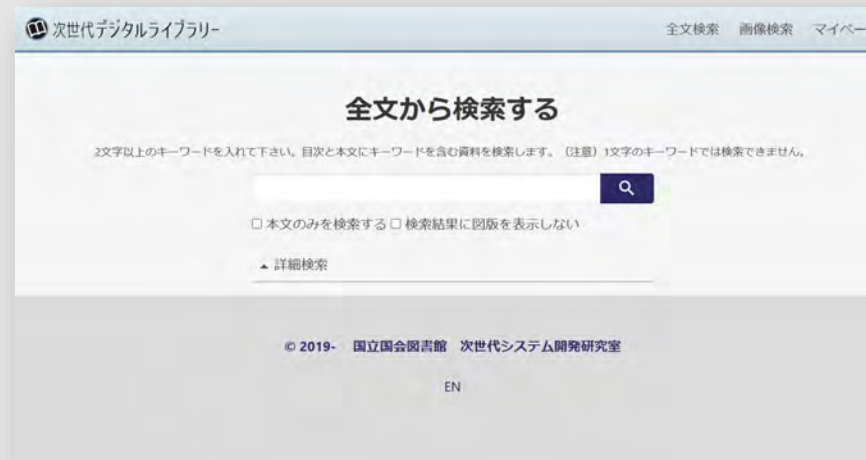 次世代デジタルライブラリー
全文検索 画像検索 マイペー
全文から検索する
2文字以上のキーワードを入れて下さい。目次と本文にキーワードを含む資料を検索します。（注意）1文字のキーワードでは検索できません。
本文のみを検索する 検索結果に図版を表示しない
詳細検索
© 2019- 国立国会図書館 次世代システム開発研究室
EN